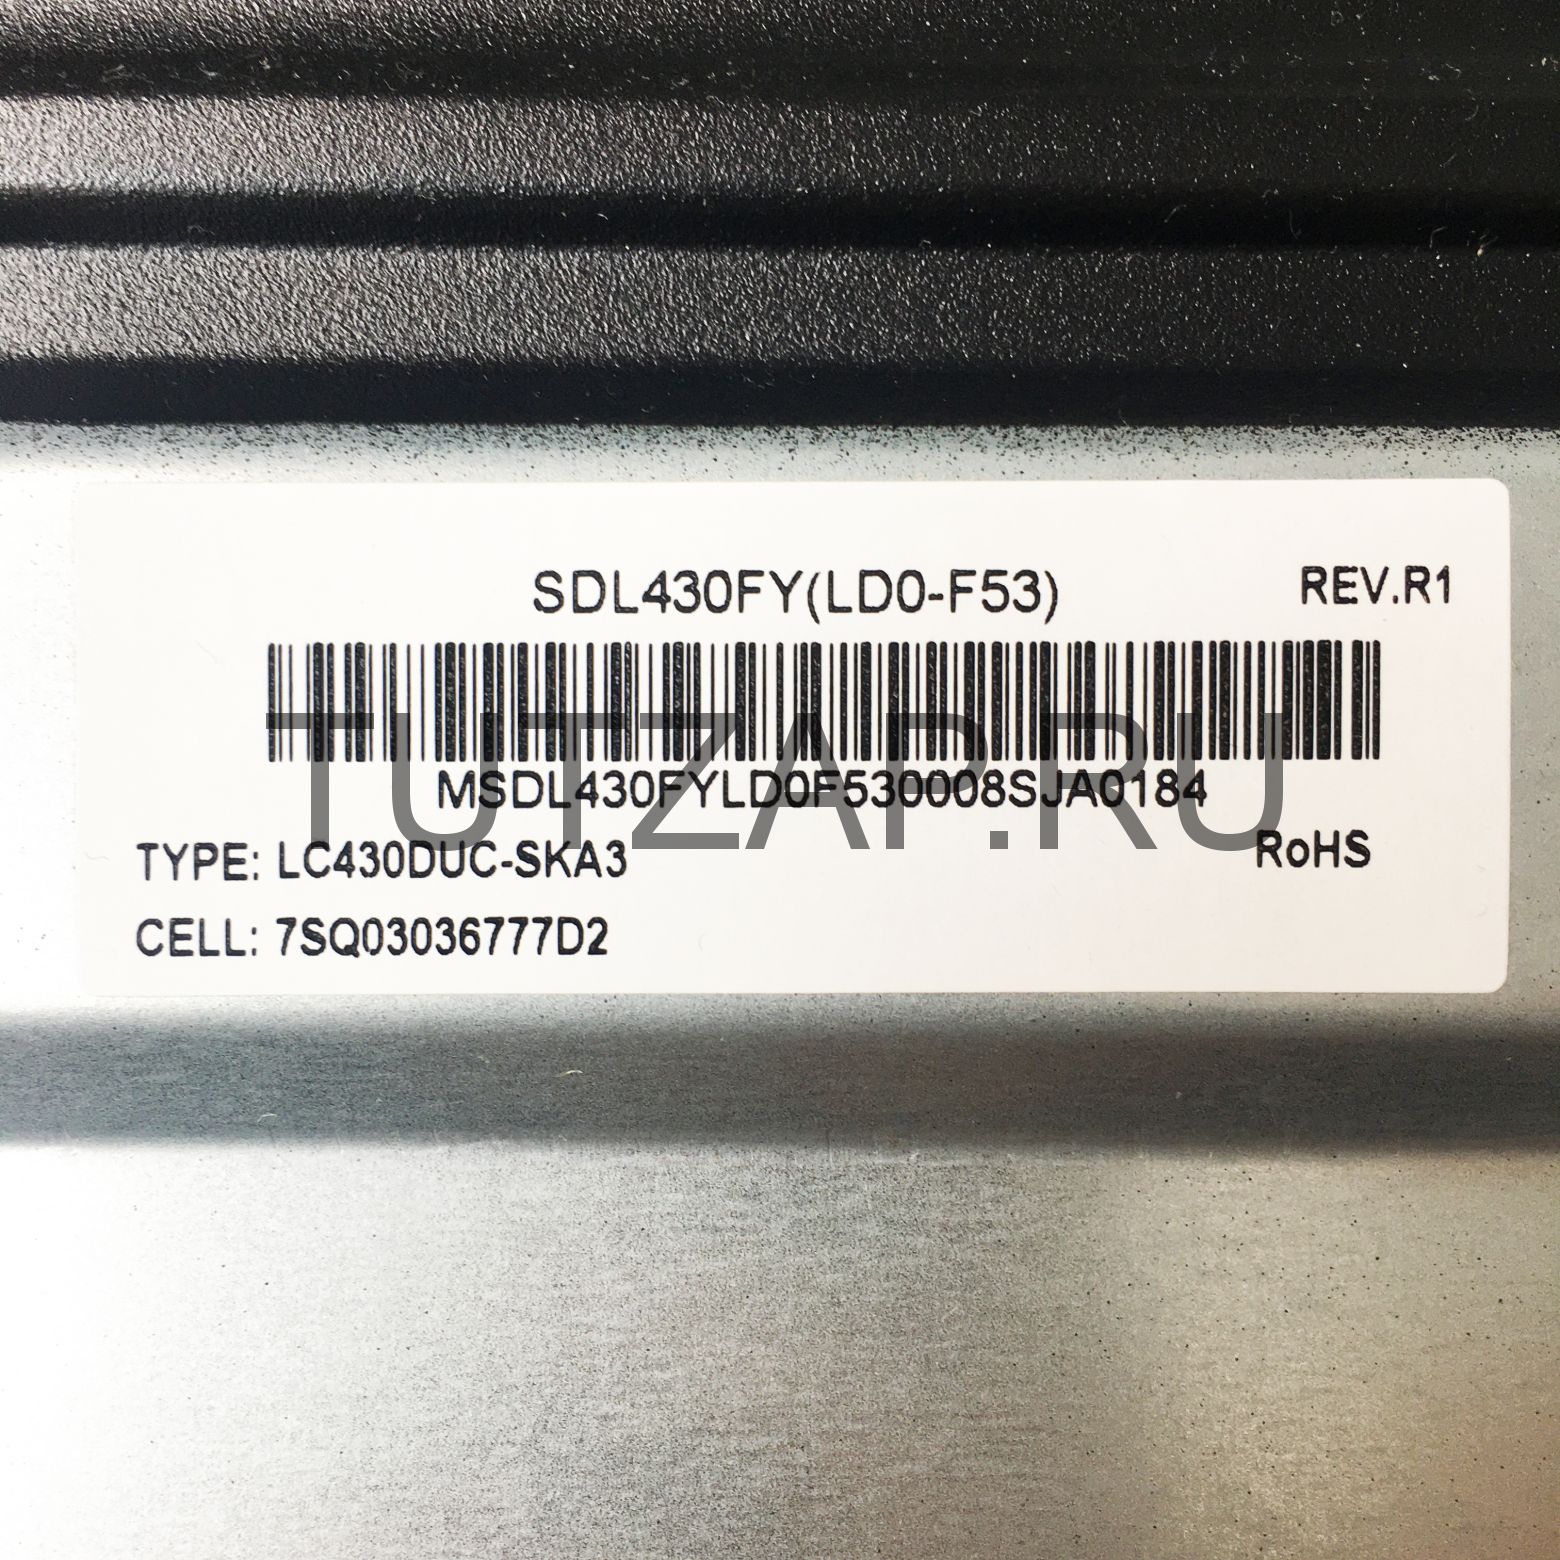 SDL430FY(LD0-F53) REV.R1
MSDL430FYLD0F530008SJA0184
TUTZAP.RU
TYPE: LC430DUC-SKA3 RoHS
CELL: 7SQ03036777D2